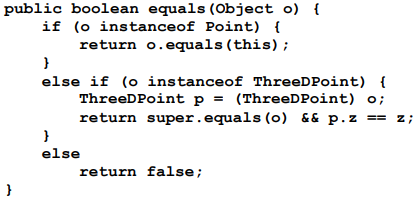 public boolean equals(Object o) {
    if (o instanceof Point) {
        return o.equals(this);
    }
    else if (o instanceof ThreeDPoint) {
        ThreeDPoint p = (ThreeDPoint) o;
        return super.equals(o) && p.z == z;
    }
    else
        return false;
}